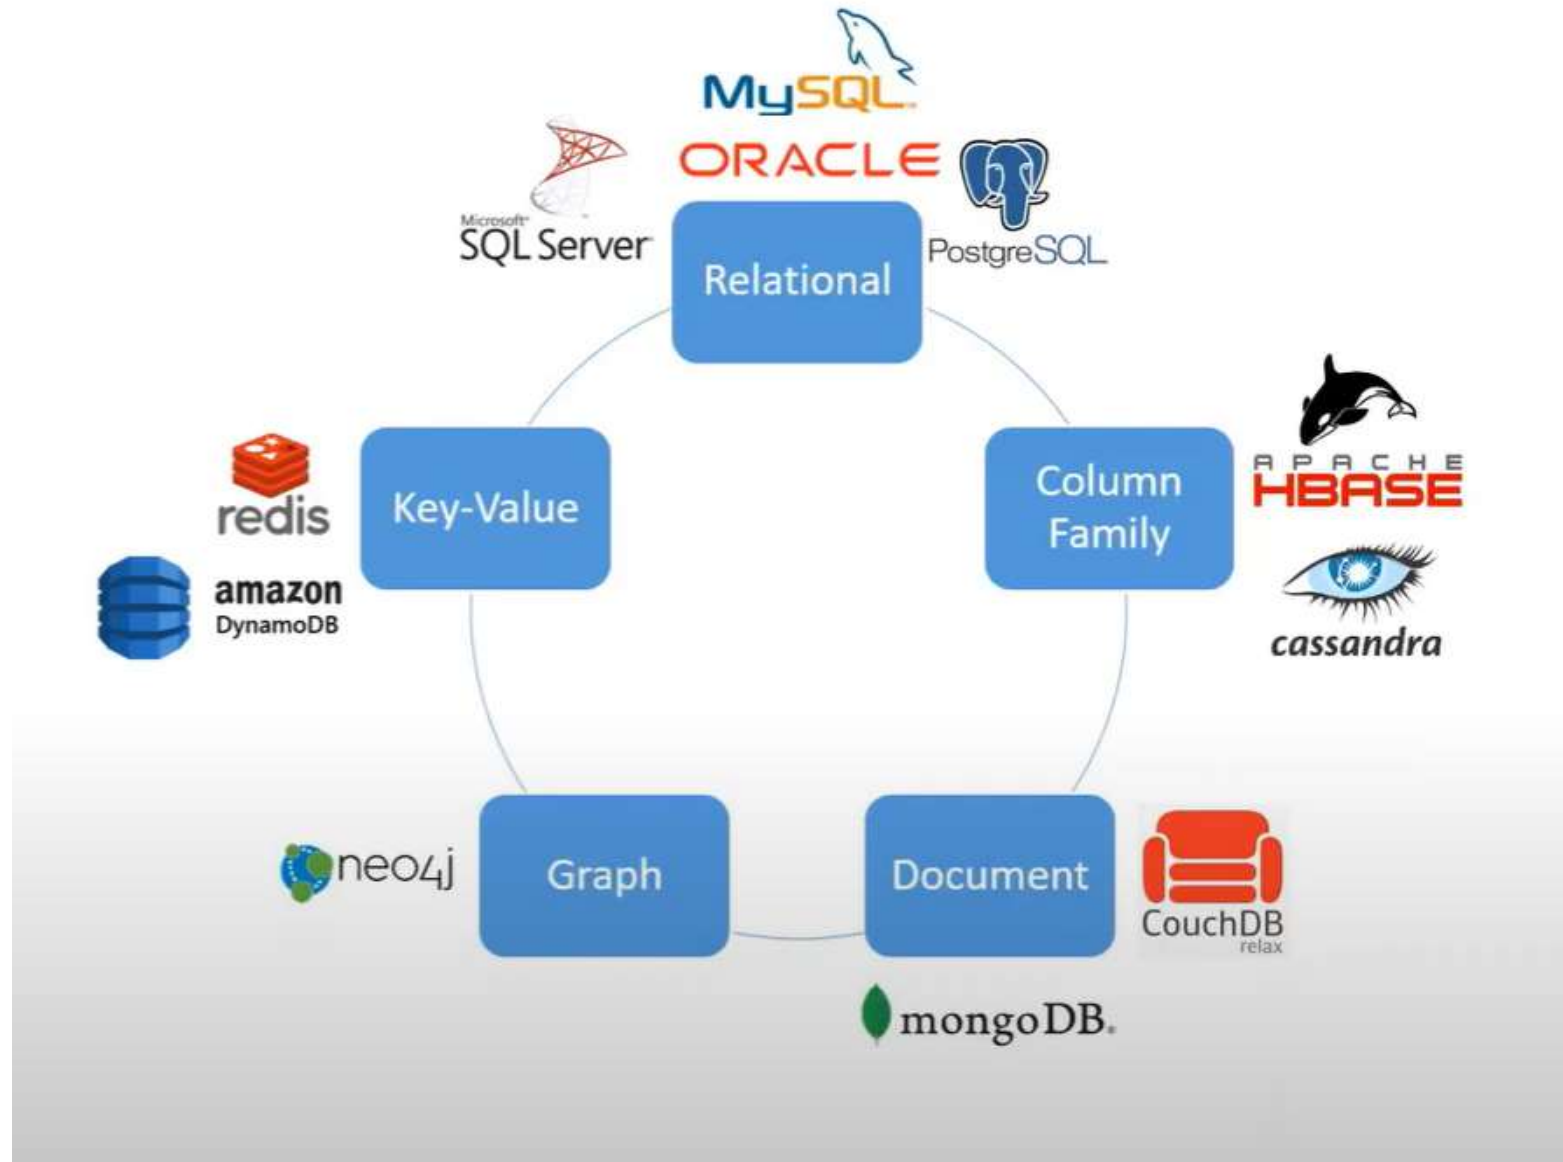 MySQL
ORACLE
Microsoft
SQL Server
PostgreSQL
Relational
APACHE
HBASE
Column
Family
redis
Key-Value
amazon
DynamoDB
cassandra
neo4j
Graph
Document
CouchDB
relax
mongoDB